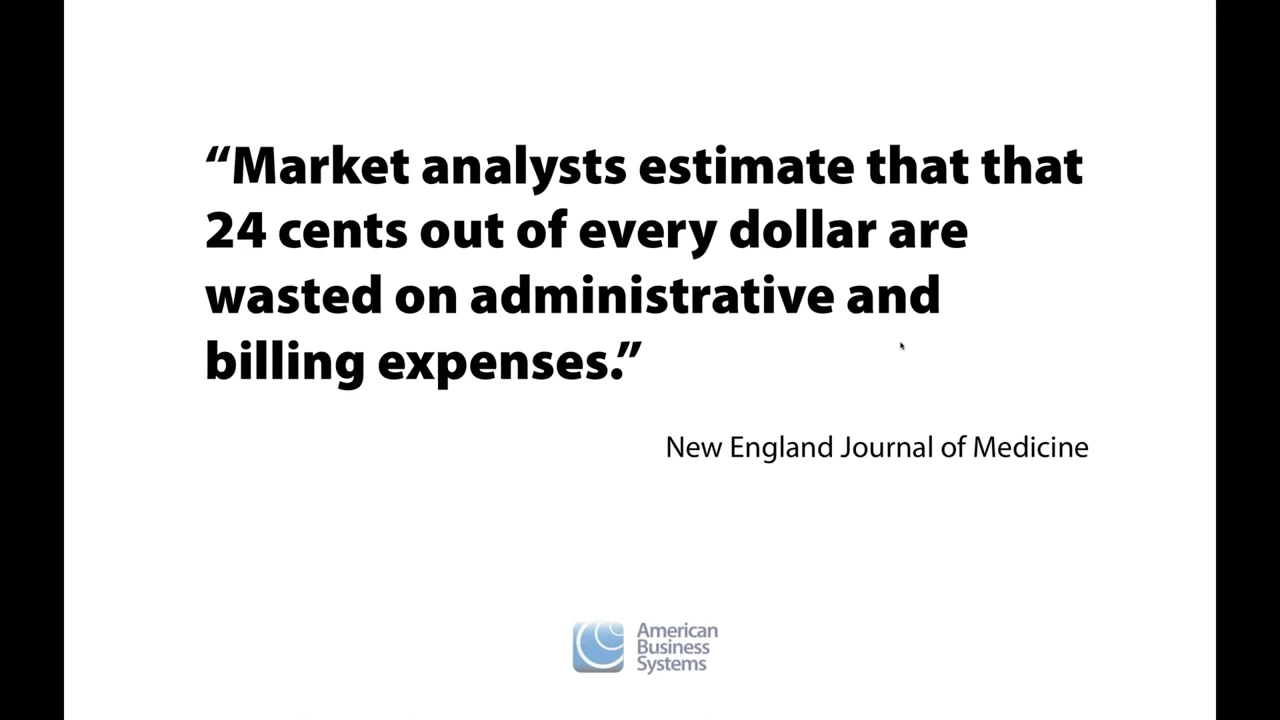 “Market analysts estimate that that
24 cents out of every dollar are
wasted on administrative and
billing expenses.”
New England Journal of Medicine
American
Business
Systems